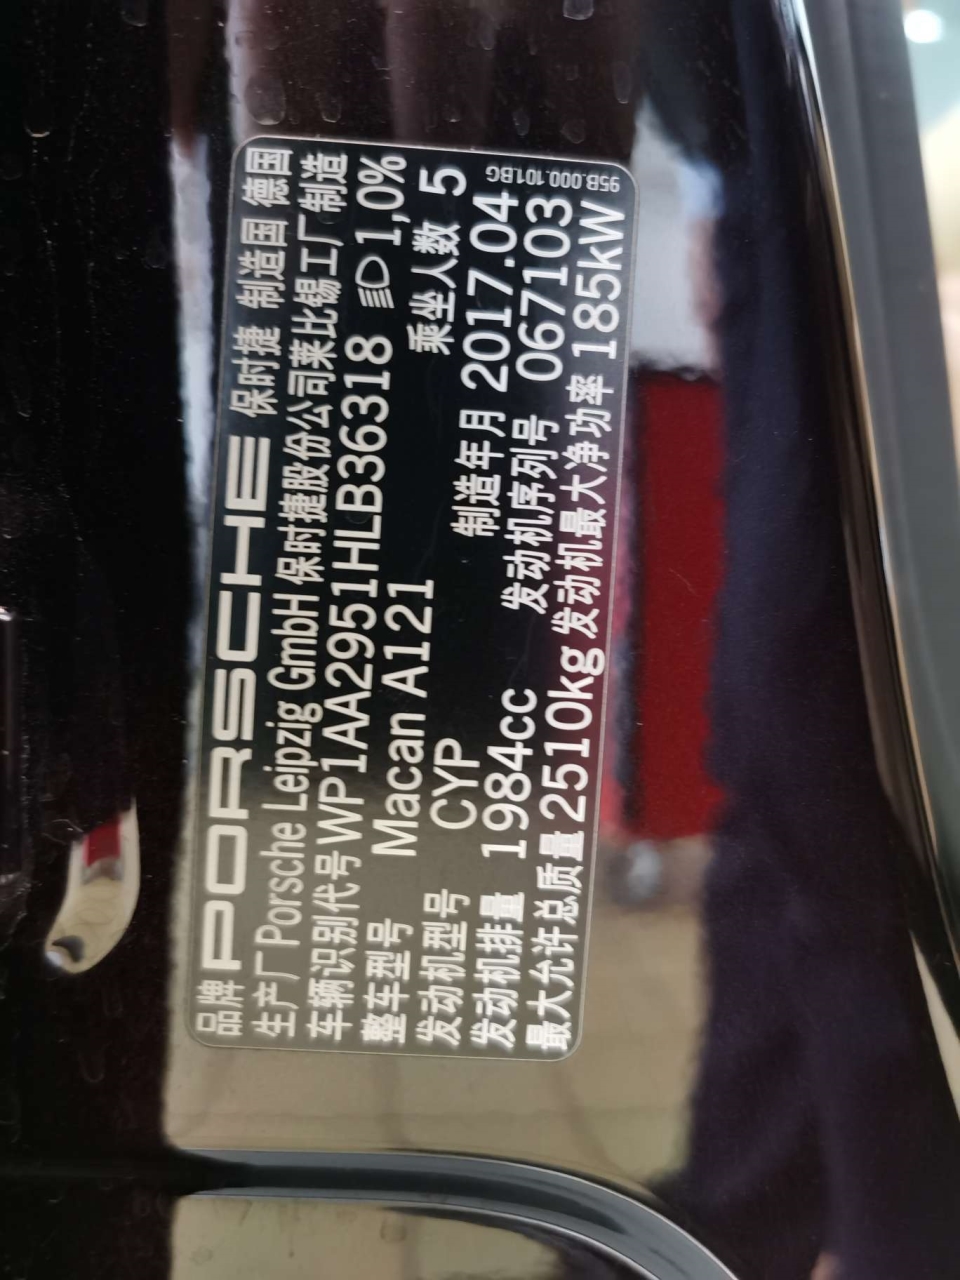 品牌 PORSCHE 保时捷 制造国 德国
生产厂 Porsche Leipzig GmbH 保时捷股份公司莱比锡工厂制造
车辆识别代号 WP1AA2951HLB36318 1,0%
整车型号 Macan A121 乘坐人数 5
发动机型号 CYP 制造年月 2017.04
发动机排量 1984cc 发动机序列号 067103
最大允许总质量 2510kg 发动机最大净功率 185kW
95B.000.101.BG